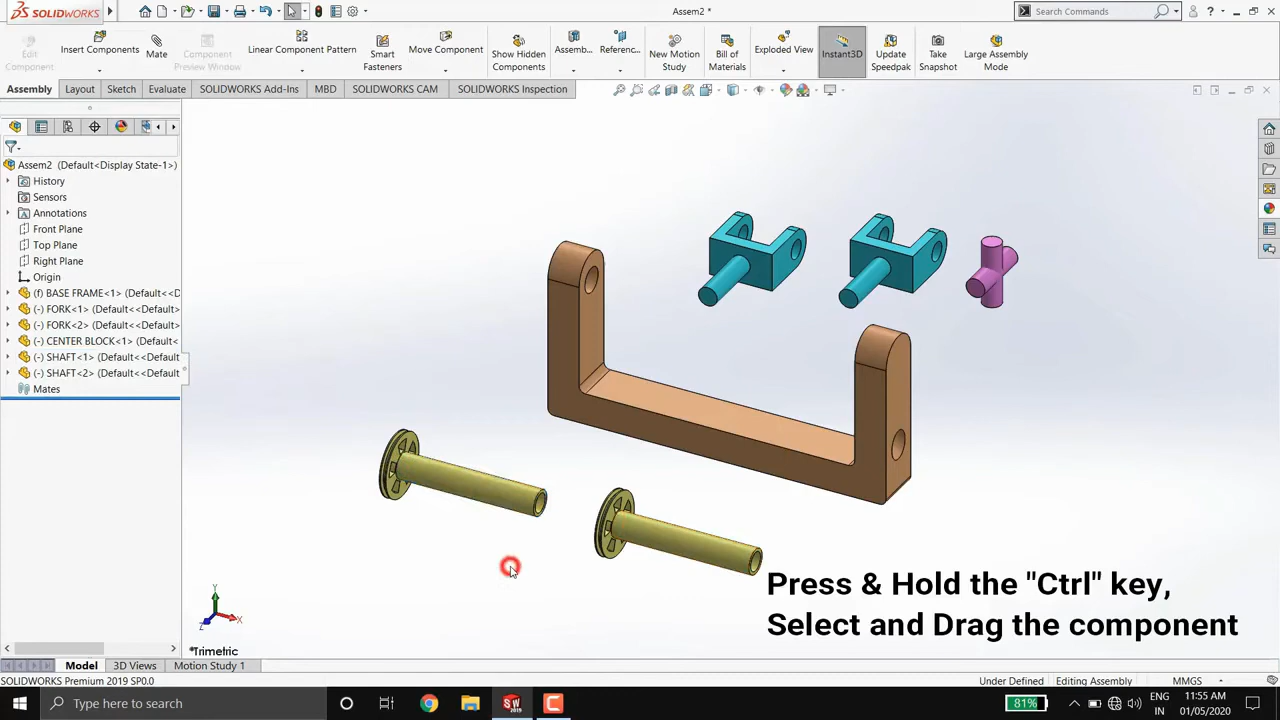 SOLIDWORKS
Assem2 *
Search Commands
Edit Component
Insert Components
Mate
Component Preview Window
Linear Component Pattern
Smart Fasteners
Move Component
Show Hidden Components
Assemb...
Referenc...
New Motion Study
Bill of Materials
Exploded View
Instant3D
Update Speedpak
Take Snapshot
Large Assembly Mode
Assembly Layout Sketch Evaluate SOLIDWORKS Add-Ins MBD SOLIDWORKS CAM SOLIDWORKS Inspection
Assem2 (Default<Display State-1>)
History
Sensors
Annotations
Front Plane
Top Plane
Right Plane
Origin
(f) BASE FRAME<1> (Default<<D
(-) FORK<1> (Default<<Default
(-) FORK<2> (Default<<Default
(-) CENTER BLOCK<1> (Default<
(-) SHAFT<1> (Default<<Default
(-) SHAFT<2> (Default<<Default
Mates
Y
X
Z
*Trimetric
Press & Hold the "Ctrl" key,
Select and Drag the component
Model 3D Views Motion Study 1
SOLIDWORKS Premium 2019 SP0.0
Under Defined Editing Assembly MMGS
Type here to search
SW
2019
81%
ENG
IN
11:55 AM
01/05/2020